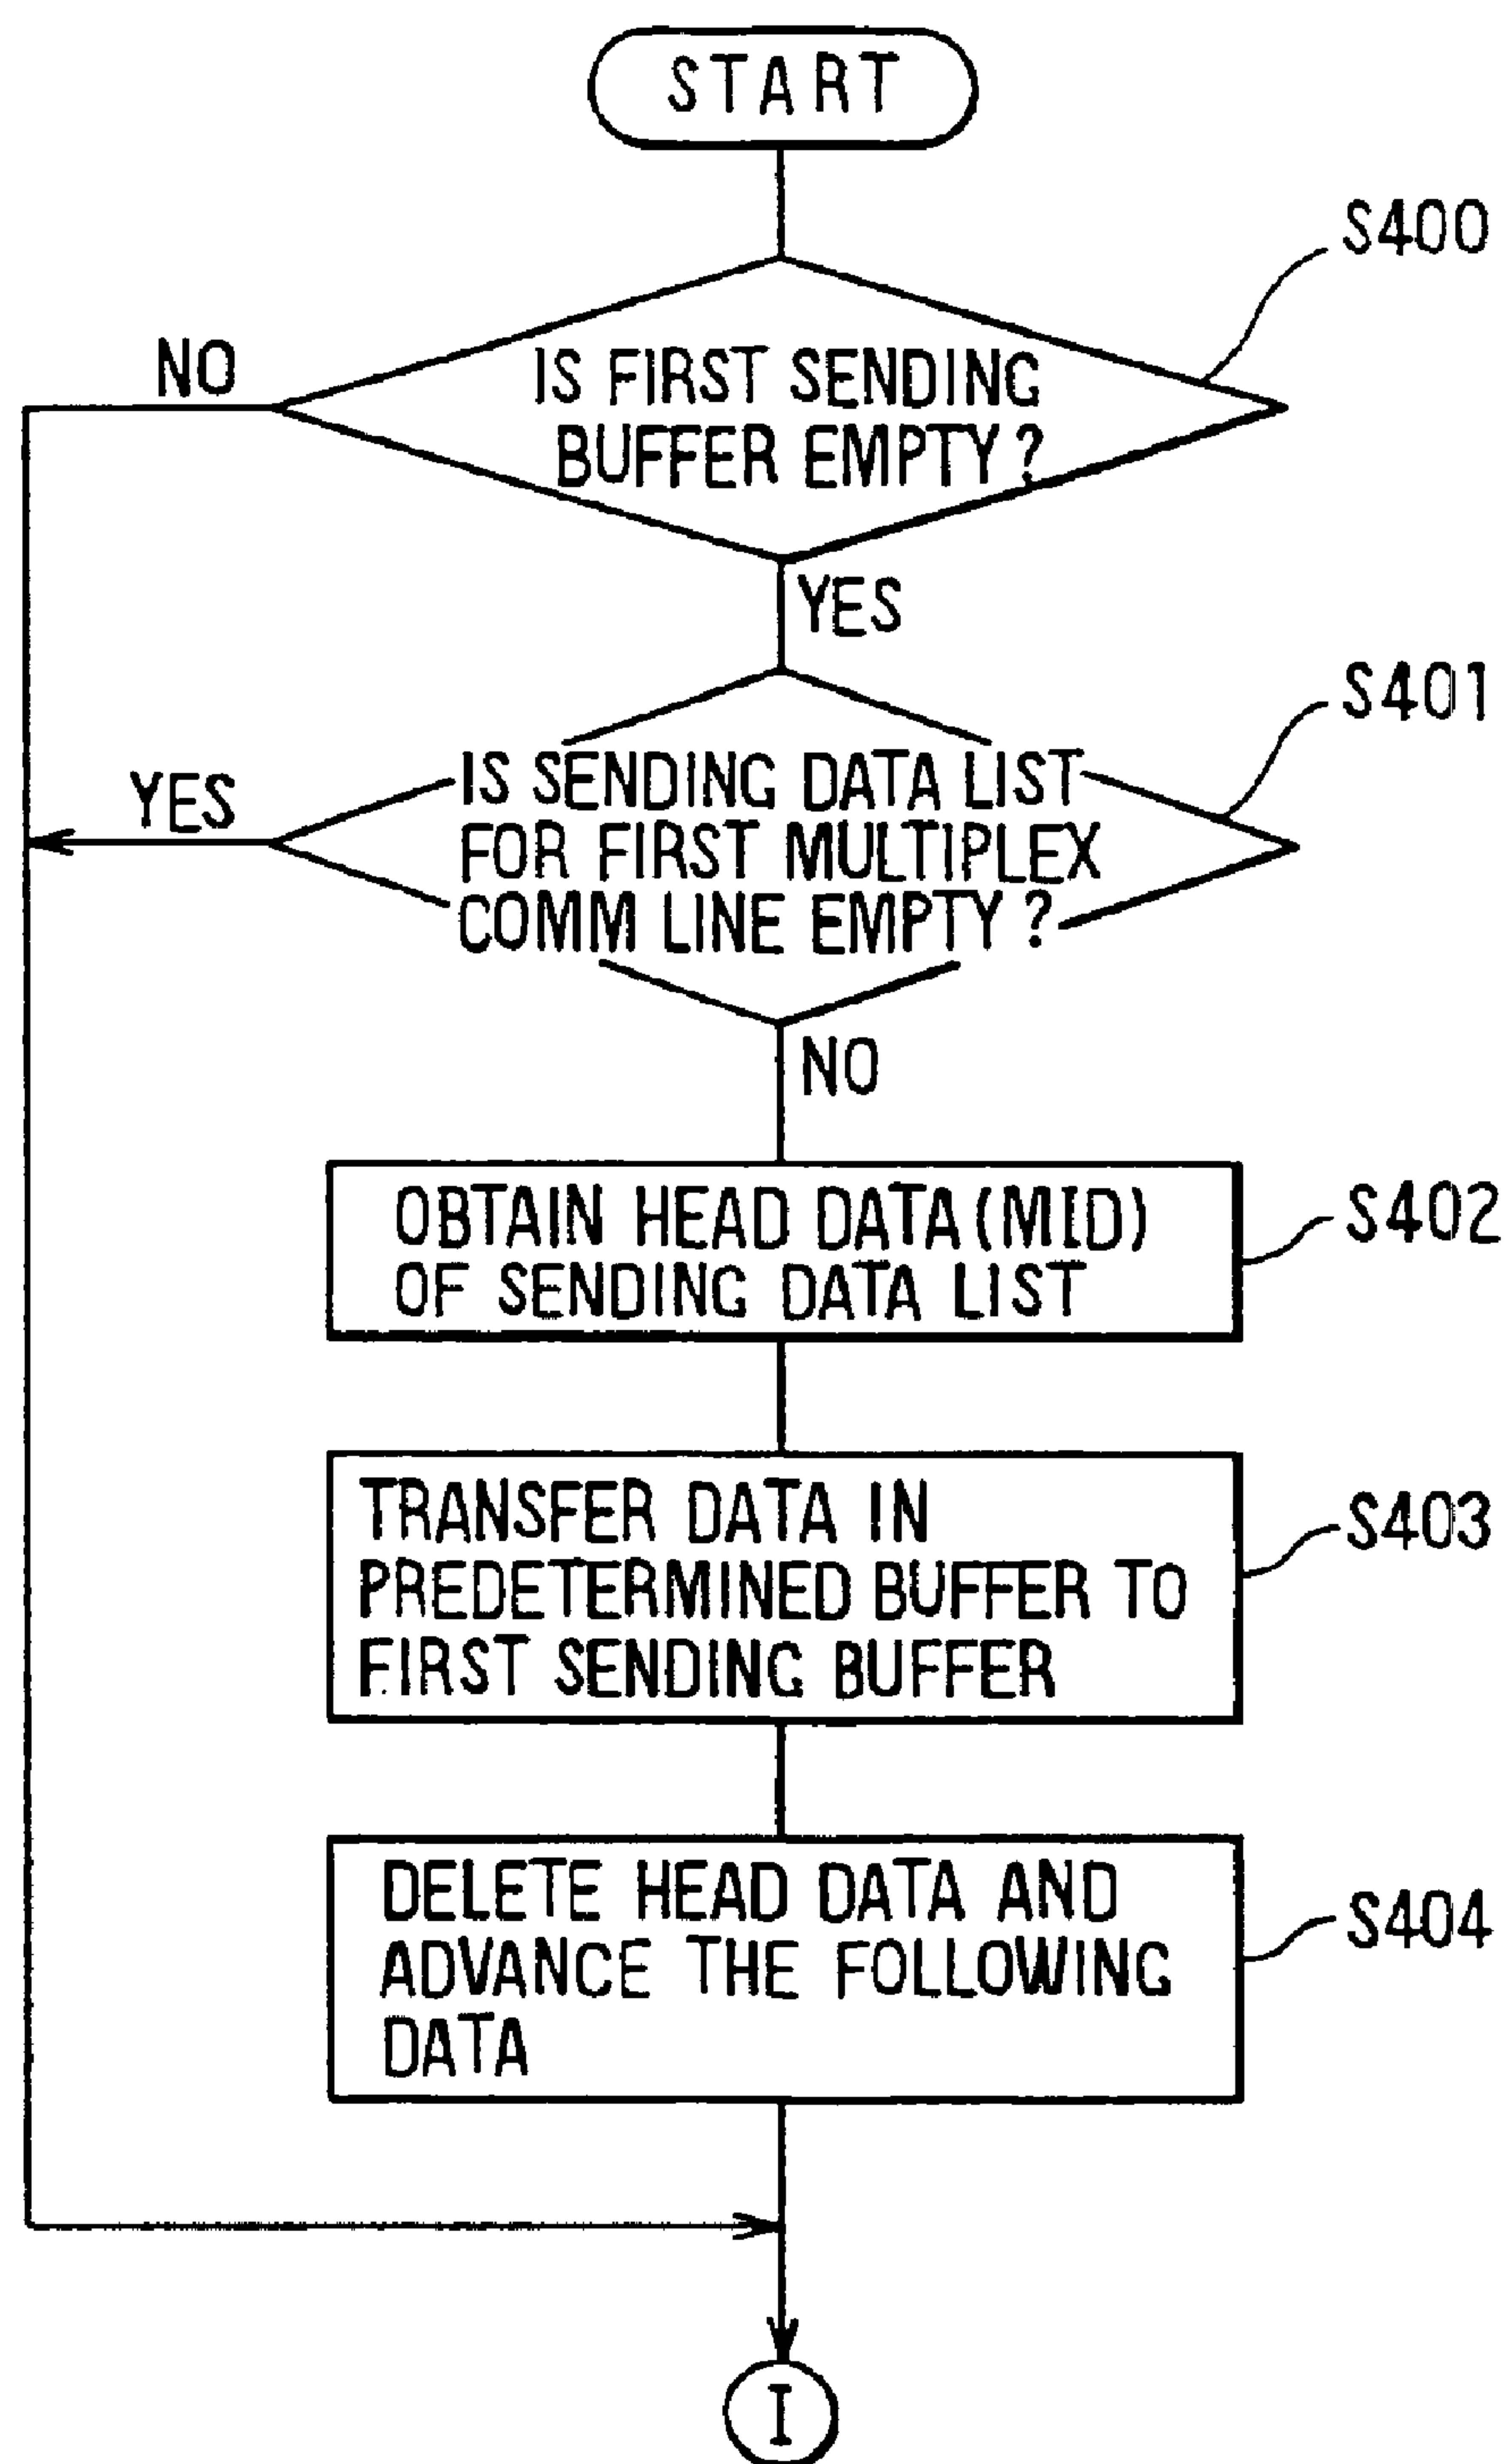 START
S400
NO
IS FIRST SENDING
BUFFER EMPTY?
YES
S401
YES
IS SENDING DATA LIST
FOR FIRST MULTIPLEX
COMM LINE EMPTY?
NO
OBTAIN HEAD DATA (MID)
OF SENDING DATA LIST
S402
TRANSFER DATA IN
PREDETERMINED BUFFER TO
FIRST SENDING BUFFER
S403
DELETE HEAD DATA AND
ADVANCE THE FOLLOWING
DATA
S404
I